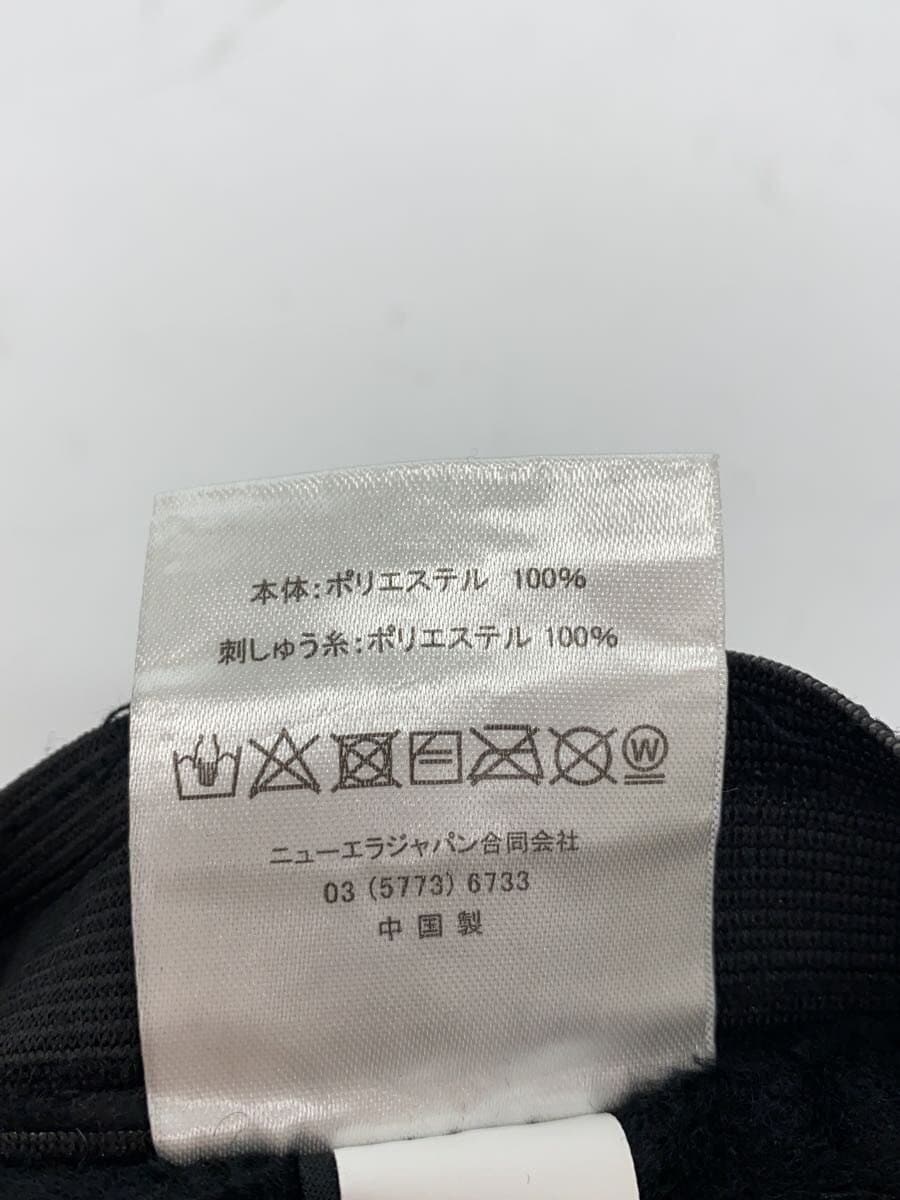 本体:ポリエステル 100%
刺しゅう糸:ポリエステル 100%
W
ニューエラジャパン合同会社
03 (5773) 6733
中国製